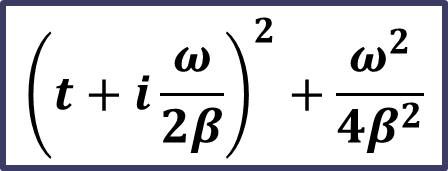 (t + i ω/2β)² + ω²/4β²